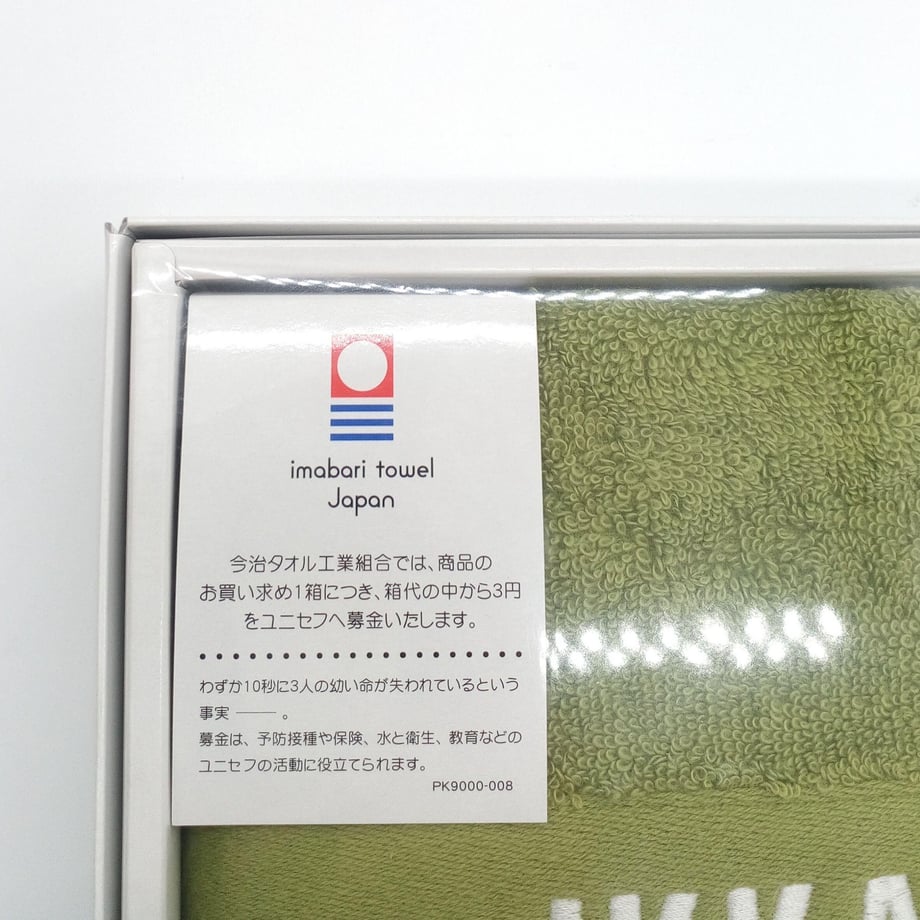 imabari towel
Japan
今治タオル工業組合では、商品の
お買い求め1箱につき、箱代の中から3円
をユニセフへ募金いたします。
わずか10秒に3人の幼い命が失われているという
事実 ——— 。
募金は、予防接種や保険、水と衛生、教育などの
ユニセフの活動に役立てられます。
PK9000-008